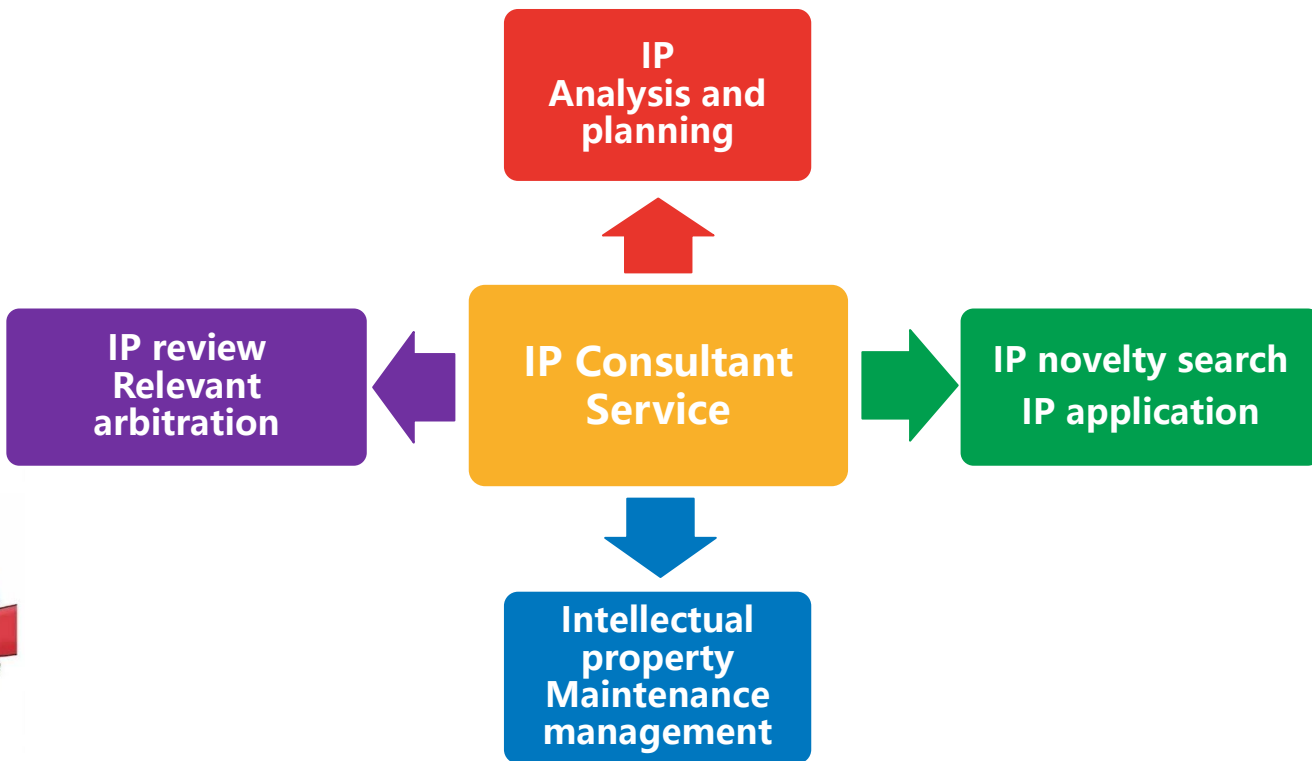 IP
Analysis and
planning
IP review
Relevant
arbitration
IP Consultant
Service
IP novelty search
IP application
Intellectual
property
Maintenance
management